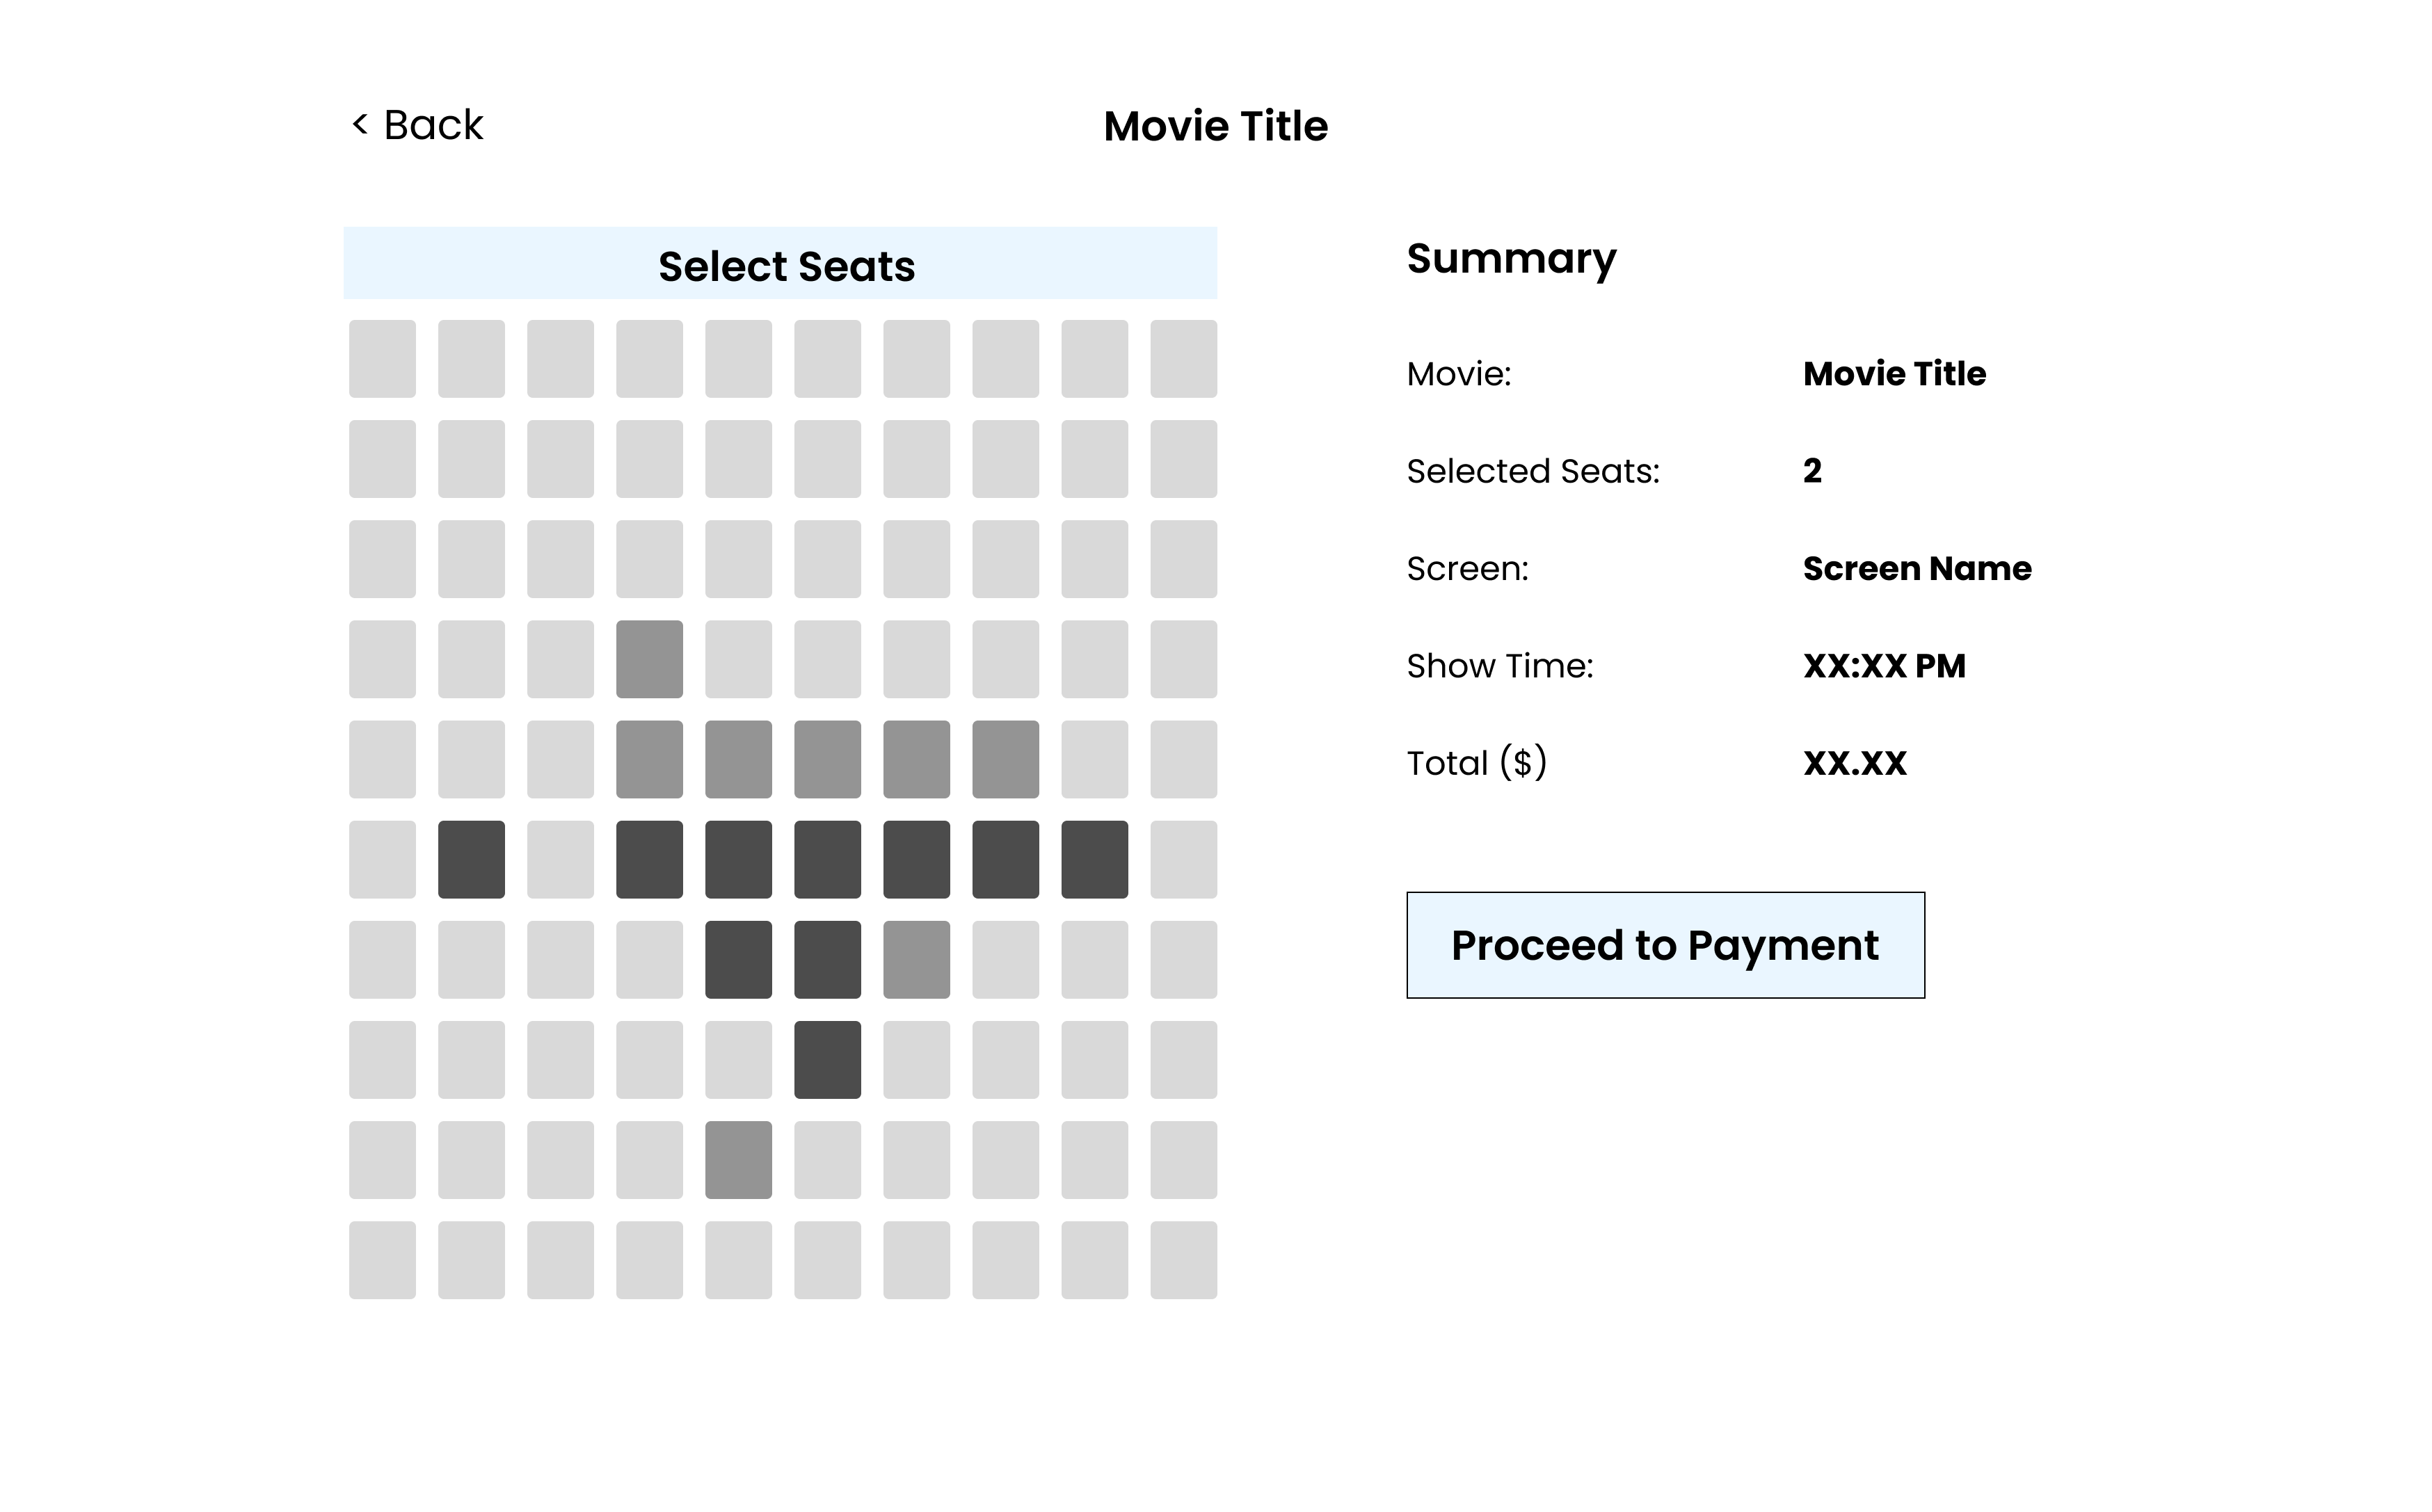 < Back
Movie Title
Select Seats
Summary
Movie: Movie Title
Selected Seats: 2
Screen: Screen Name
Show Time: XX:XX PM
Total ($) XX.XX
Proceed to Payment